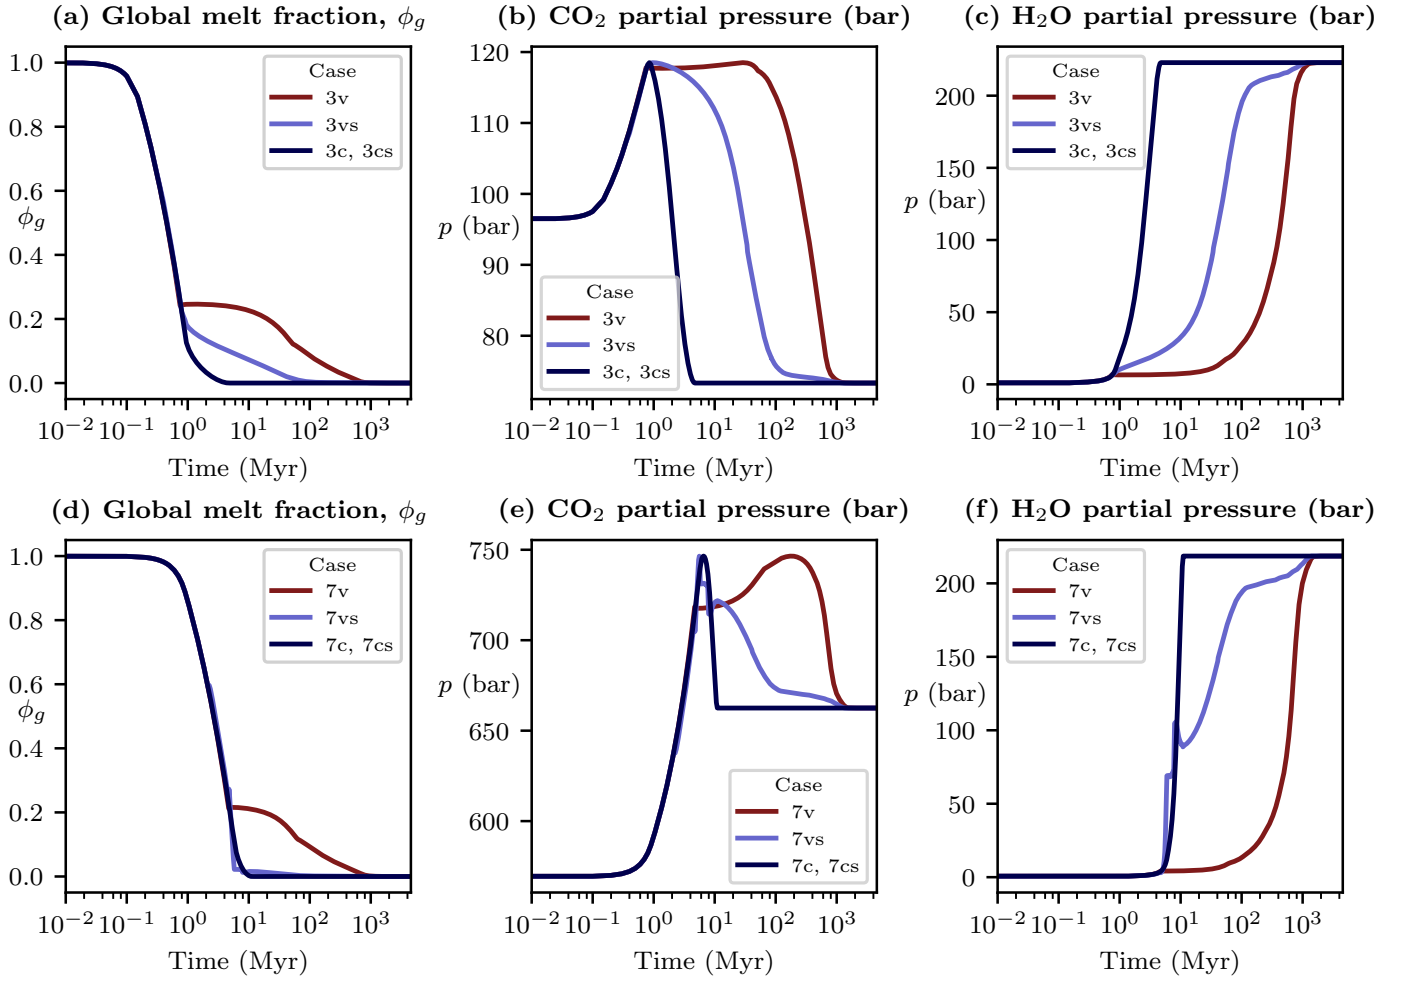 (a) Global melt fraction, ϕg
1.0
0.8
0.6
ϕg
0.4
0.2
0.0
10−2 10−1 100 101 102 103
Time (Myr)
Case
3v
3vs
3c, 3cs
(b) CO2 partial pressure (bar)
120
110
100
p (bar)
90
80
10−2 10−1 100 101 102 103
Time (Myr)
Case
3v
3vs
3c, 3cs
(c) H2O partial pressure (bar)
200
150
p (bar)
100
50
0
10−2 10−1 100 101 102 103
Time (Myr)
Case
3v
3vs
3c, 3cs
(d) Global melt fraction, ϕg
1.0
0.8
0.6
ϕg
0.4
0.2
0.0
10−2 10−1 100 101 102 103
Time (Myr)
Case
7v
7vs
7c, 7cs
(e) CO2 partial pressure (bar)
750
700
p (bar)
650
600
10−2 10−1 100 101 102 103
Time (Myr)
Case
7v
7vs
7c, 7cs
(f) H2O partial pressure (bar)
200
150
p (bar)
100
50
0
10−2 10−1 100 101 102 103
Time (Myr)
Case
7v
7vs
7c, 7cs